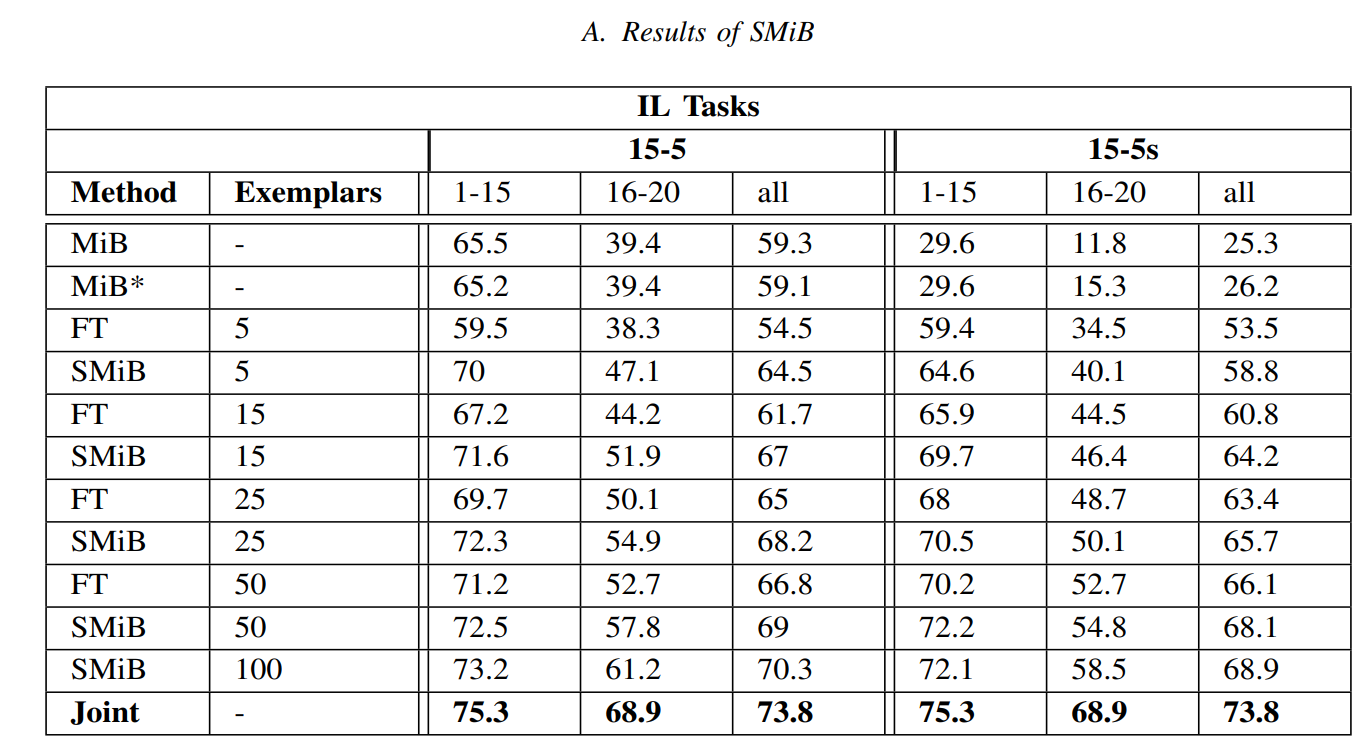 A. Results of SMiB
IL Tasks
15-5 15-5s
Method Exemplars 1-15 16-20 all 1-15 16-20 all
MiB - 65.5 39.4 59.3 29.6 11.8 25.3
MiB* - 65.2 39.4 59.1 29.6 15.3 26.2
FT 5 59.5 38.3 54.5 59.4 34.5 53.5
SMiB 5 70 47.1 64.5 64.6 40.1 58.8
FT 15 67.2 44.2 61.7 65.9 44.5 60.8
SMiB 15 71.6 51.9 67 69.7 46.4 64.2
FT 25 69.7 50.1 65 68 48.7 63.4
SMiB 25 72.3 54.9 68.2 70.5 50.1 65.7
FT 50 71.2 52.7 66.8 70.2 52.7 66.1
SMiB 50 72.5 57.8 69 72.2 54.8 68.1
SMiB 100 73.2 61.2 70.3 72.1 58.5 68.9
Joint - 75.3 68.9 73.8 75.3 68.9 73.8